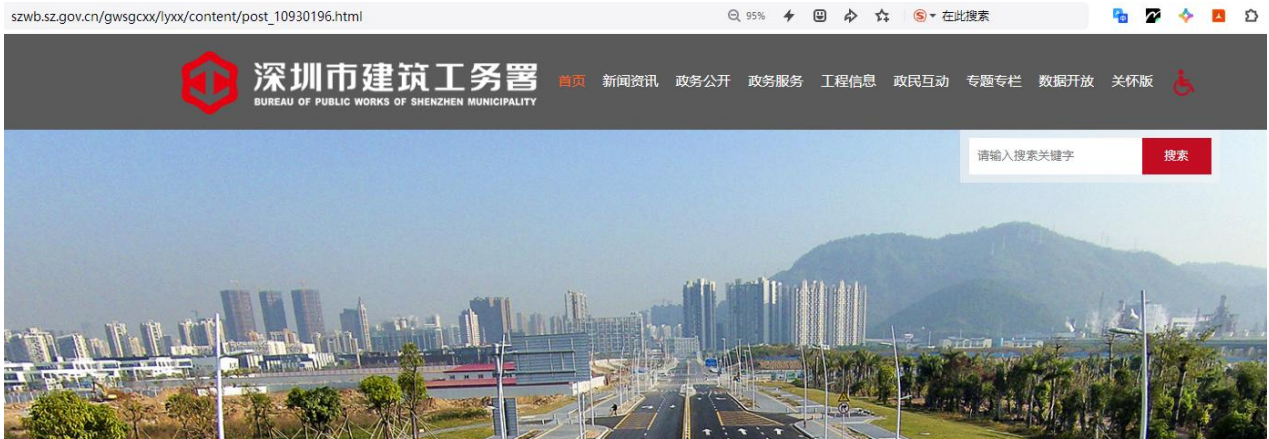 szwb.sz.gov.cn/gwsgcxx/lyxx/content/post_10930196.html 95% 在此搜索
深圳市建筑工务署
BUREAU OF PUBLIC WORKS OF SHENZHEN MUNICIPALITY
首页 新闻资讯 政务公开 政务服务 工程信息 政民互动 专题专栏 数据开放 关怀版
请输入搜索关键字 搜索